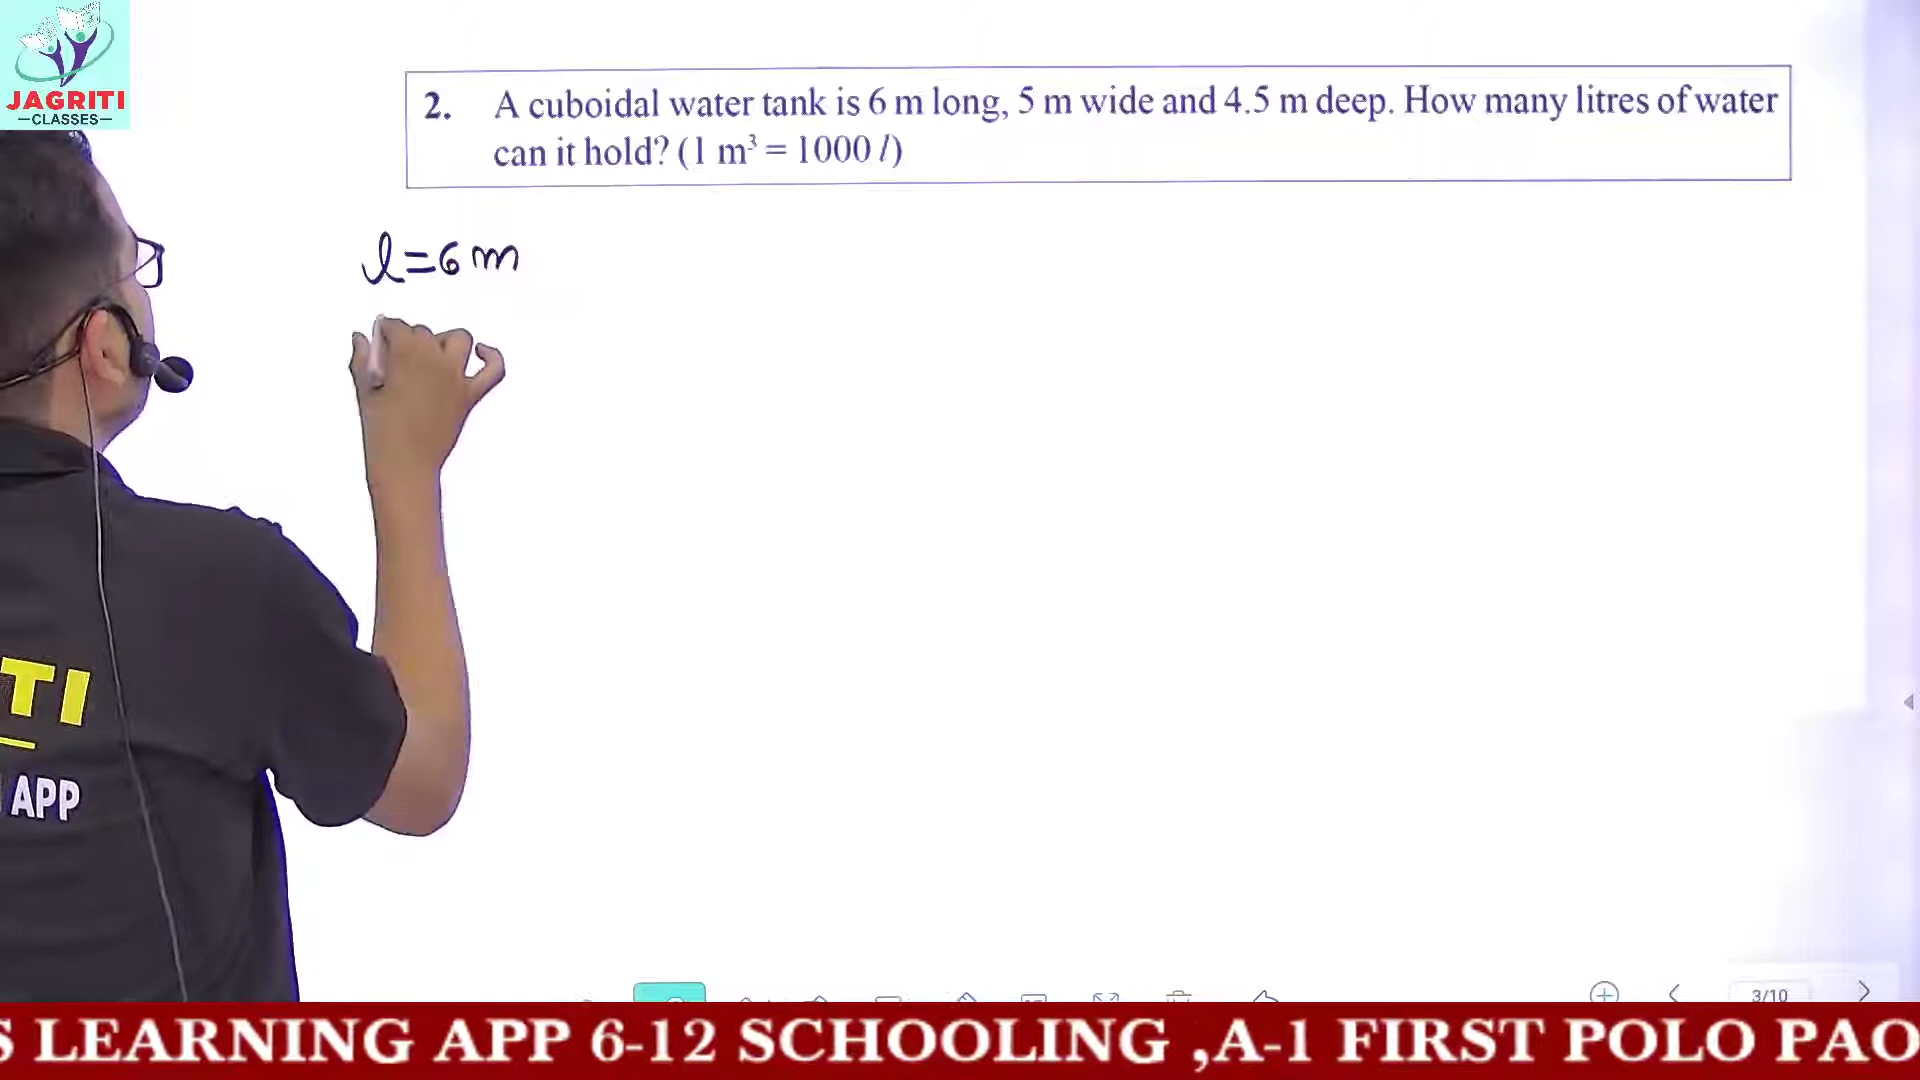 JAGRITI
—CLASSES—
2. A cuboidal water tank is 6 m long, 5 m wide and 4.5 m deep. How many litres of water
can it hold? (1 m³ = 1000 l)
l=6 m
TI
APP
3/10
S LEARNING APP 6-12 SCHOOLING ,A-1 FIRST POLO PAO